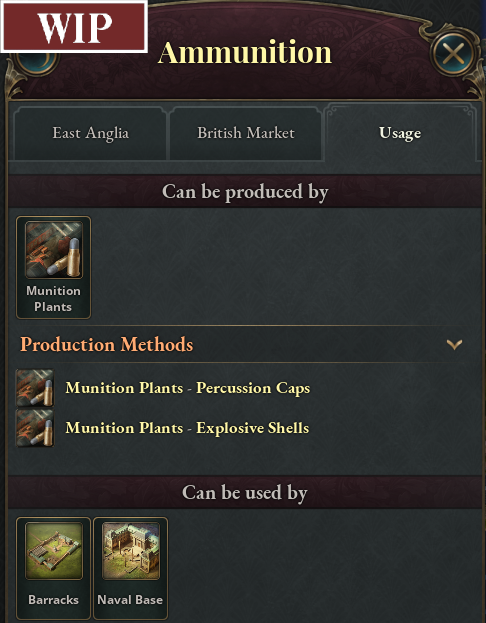 WIP
Ammunition
East Anglia
British Market
Usage
Can be produced by
Munition
Plants
Production Methods
Munition Plants - Percussion Caps
Munition Plants - Explosive Shells
Can be used by
Barracks
Naval Base